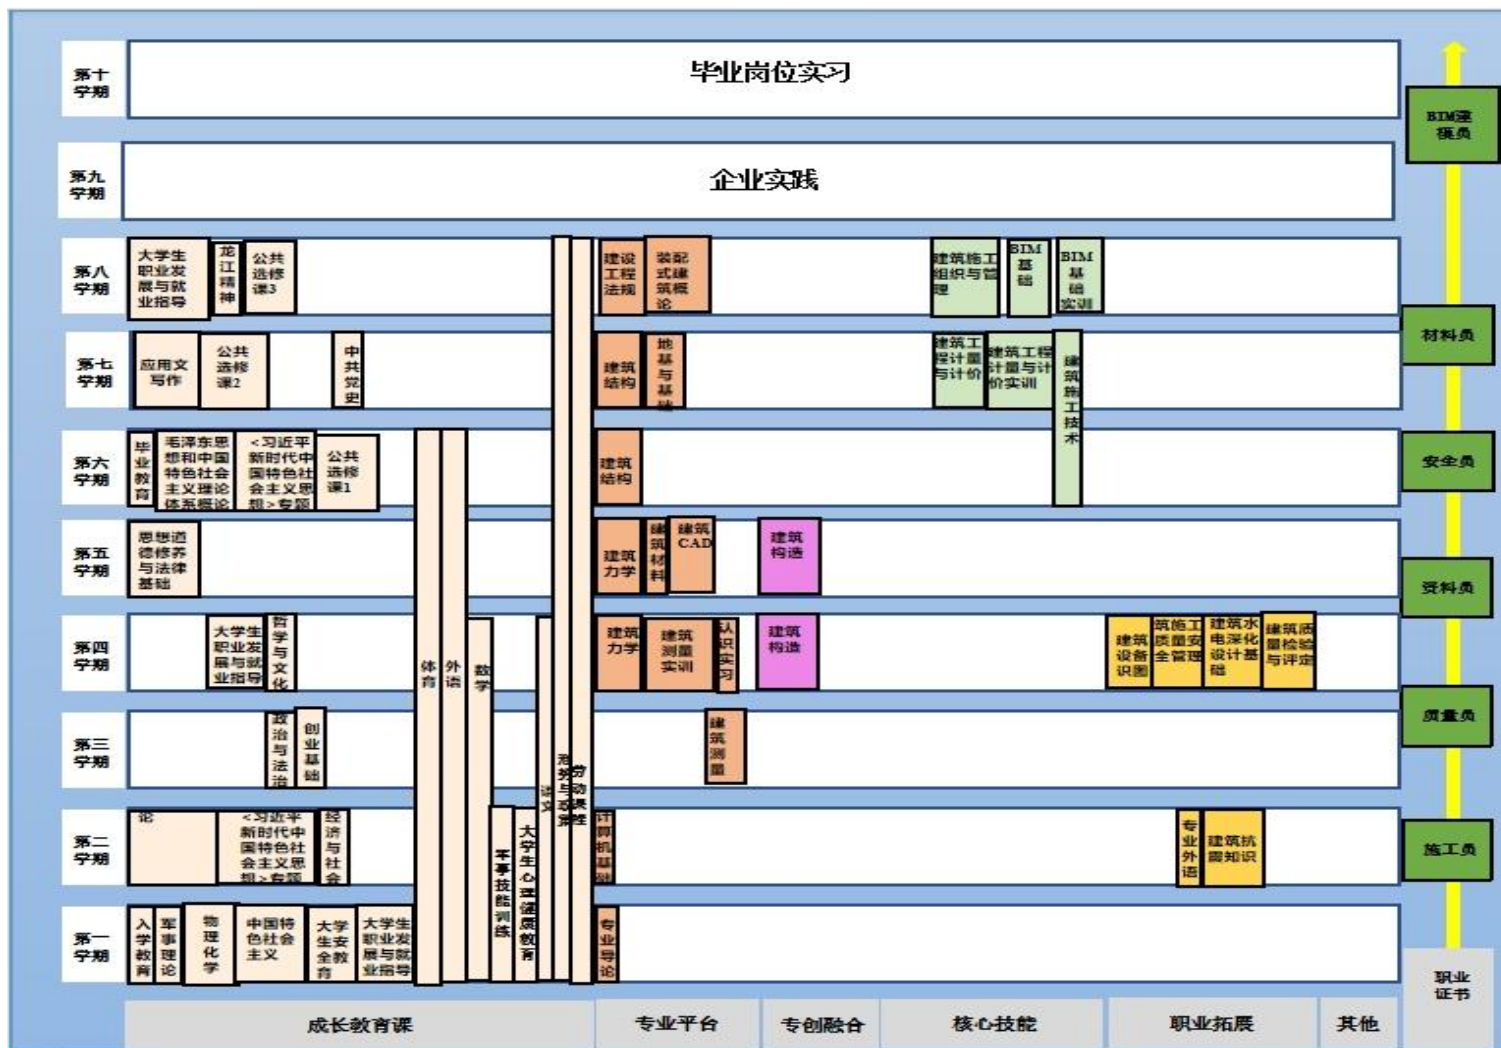 第十
学期
毕业岗位实习
BIM建
模员
第九
学期
企业实践
第八
学期
大学生
职业发
展与就
业指导
龙江精神
公共
选修
课3
建设
工程
法规
装配
式建
筑概
论
建筑施工
组织与管
理
BIM
基
础
BIM
基
础
实训
材料员
第七
学期
应用文
写作
公共
选修
课2
中共党史
建筑
结构
地基与基础
建筑工
程计量
与计价
建筑工程
计量与计
价实训
建筑施工技术
第六
学期
毕业教育
毛泽东思
想和中国
特色社会
主义理论
体系概论
<习近平
新时代中
国特色社
会主义思
想>专题
公共
选修
课1
建筑
结构
安全员
第五
学期
思想道
德修养
与法律
基础
建筑
力学
建筑材料
建筑
CAD
建筑
构造
资料员
第四
学期
大学生
职业发
展与就
业指导
哲学与文化
体育
外语
数学
建筑
力学
建筑
测量
实训
认识实习
建筑
构造
建筑
设备
识图
筑施工
质量安
全管理
建筑水
电深化
设计基
础
建筑质
量检验
与评定
质量员
第三
学期
政治与法治
创业基础
语文
形势与政策
劳动课程
建筑测量
第二
学期
论
<习近平
新时代中
国特色社
会主义思
想>专题
经济与社会
军事技能训练
大学生心理健康教育
计算机基础
专业外语
建筑抗
震知识
施工员
第一
学期
入学教育
军事理论
物理化学
中国特
色社会
主义
大学
生安
全教
育
大学生
职业发
展与就
业指导
专业导论
职业
证书
成长教育课
专业平台
专创融合
核心技能
职业拓展
其他